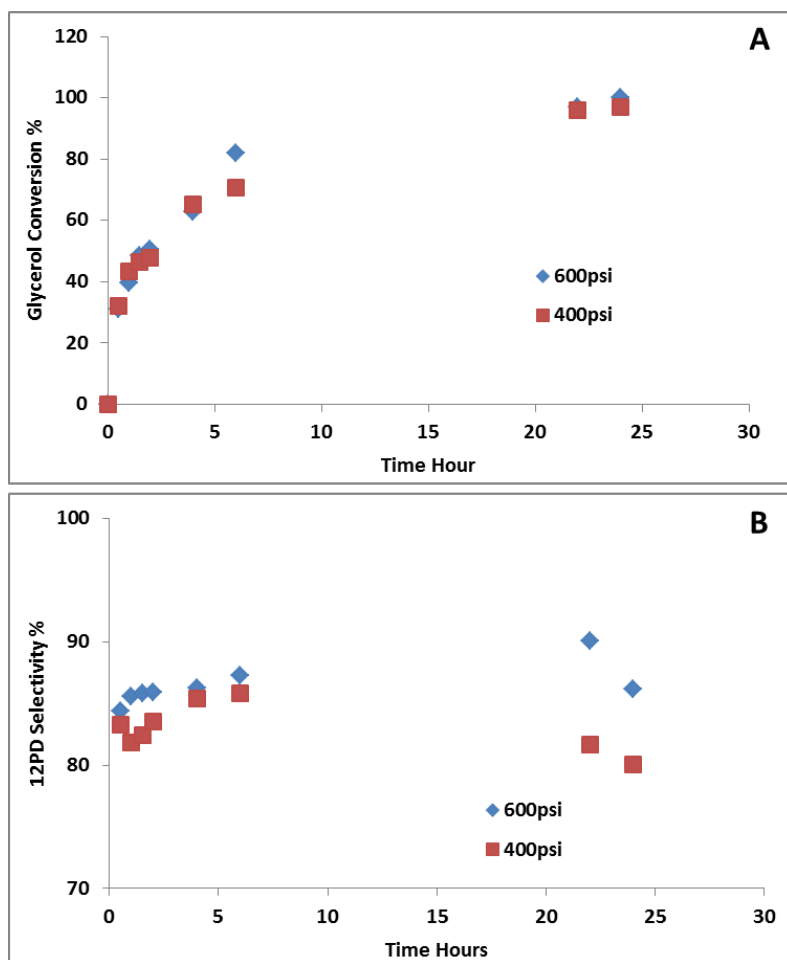 A
120
100
80
60
40
20
0
Glycerol Conversion %
600psi
400psi
0 5 10 15 20 25 30
Time Hour
B
100
90
80
70
12PD Selectivity %
600psi
400psi
0 5 10 15 20 25 30
Time Hours